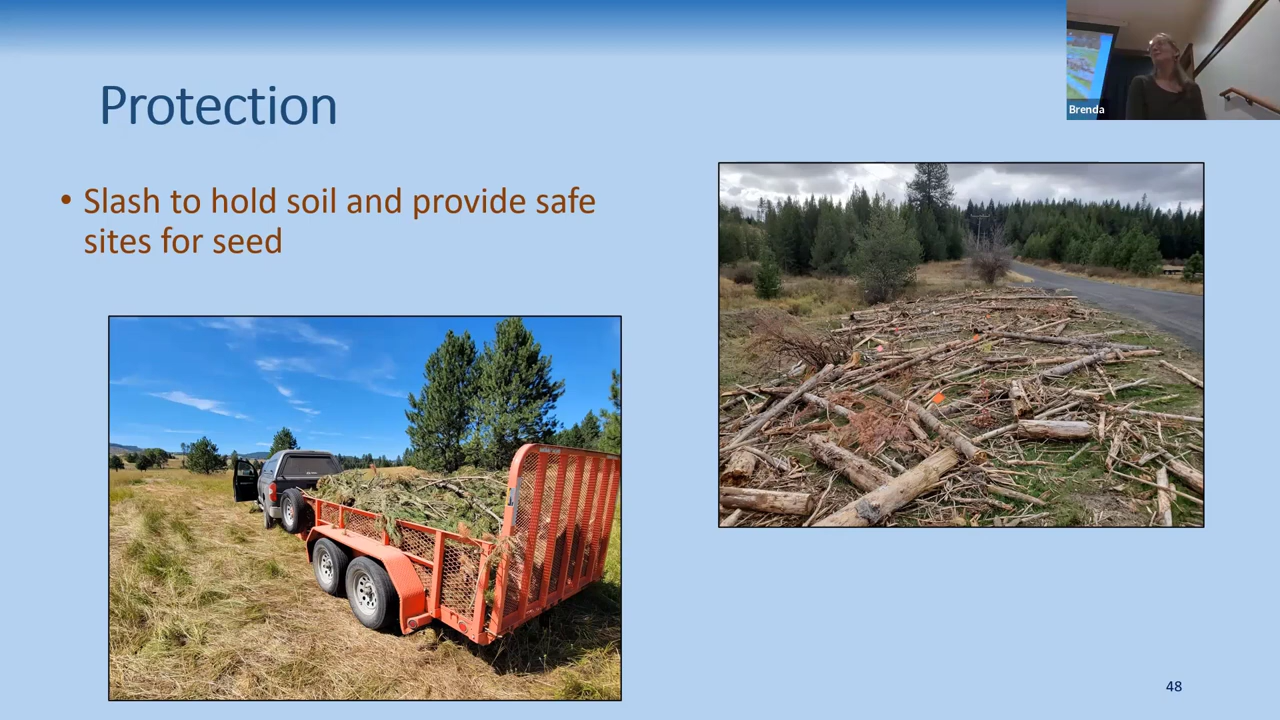 Brenda
Protection
• Slash to hold soil and provide safe
sites for seed
48